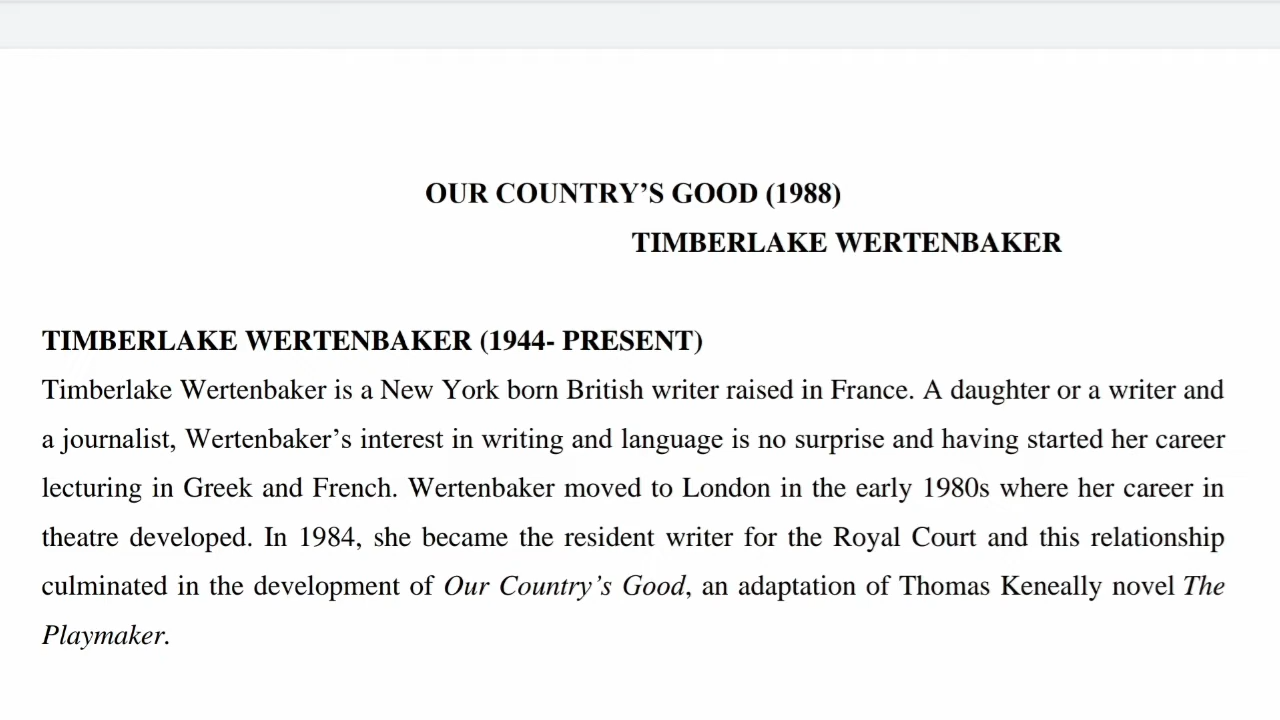 OUR COUNTRY’S GOOD (1988)
TIMBERLAKE WERTENBAKER
TIMBERLAKE WERTENBAKER (1944- PRESENT)
Timberlake Wertenbaker is a New York born British writer raised in France. A daughter or a writer and
a journalist, Wertenbaker’s interest in writing and language is no surprise and having started her career
lecturing in Greek and French. Wertenbaker moved to London in the early 1980s where her career in
theatre developed. In 1984, she became the resident writer for the Royal Court and this relationship
culminated in the development of Our Country’s Good, an adaptation of Thomas Keneally novel The
Playmaker.